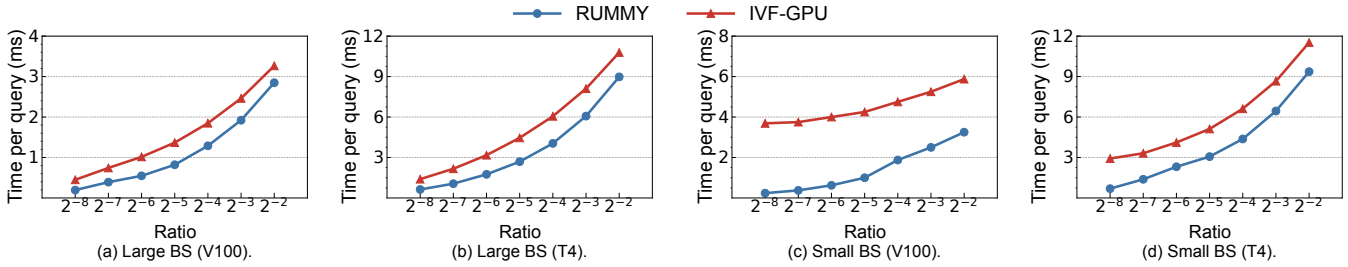 RUMMY
IVF-GPU
Time per query (ms)
4
3
2
1
2⁻⁸ 2⁻⁷ 2⁻⁶ 2⁻⁵ 2⁻⁴ 2⁻³ 2⁻²
Ratio
(a) Large BS (V100).
Time per query (ms)
12
9
6
3
2⁻⁸ 2⁻⁷ 2⁻⁶ 2⁻⁵ 2⁻⁴ 2⁻³ 2⁻²
Ratio
(b) Large BS (T4).
Time per query (ms)
8
6
4
2
2⁻⁸ 2⁻⁷ 2⁻⁶ 2⁻⁵ 2⁻⁴ 2⁻³ 2⁻²
Ratio
(c) Small BS (V100).
Time per query (ms)
12
9
6
3
2⁻⁸ 2⁻⁷ 2⁻⁶ 2⁻⁵ 2⁻⁴ 2⁻³ 2⁻²
Ratio
(d) Small BS (T4).